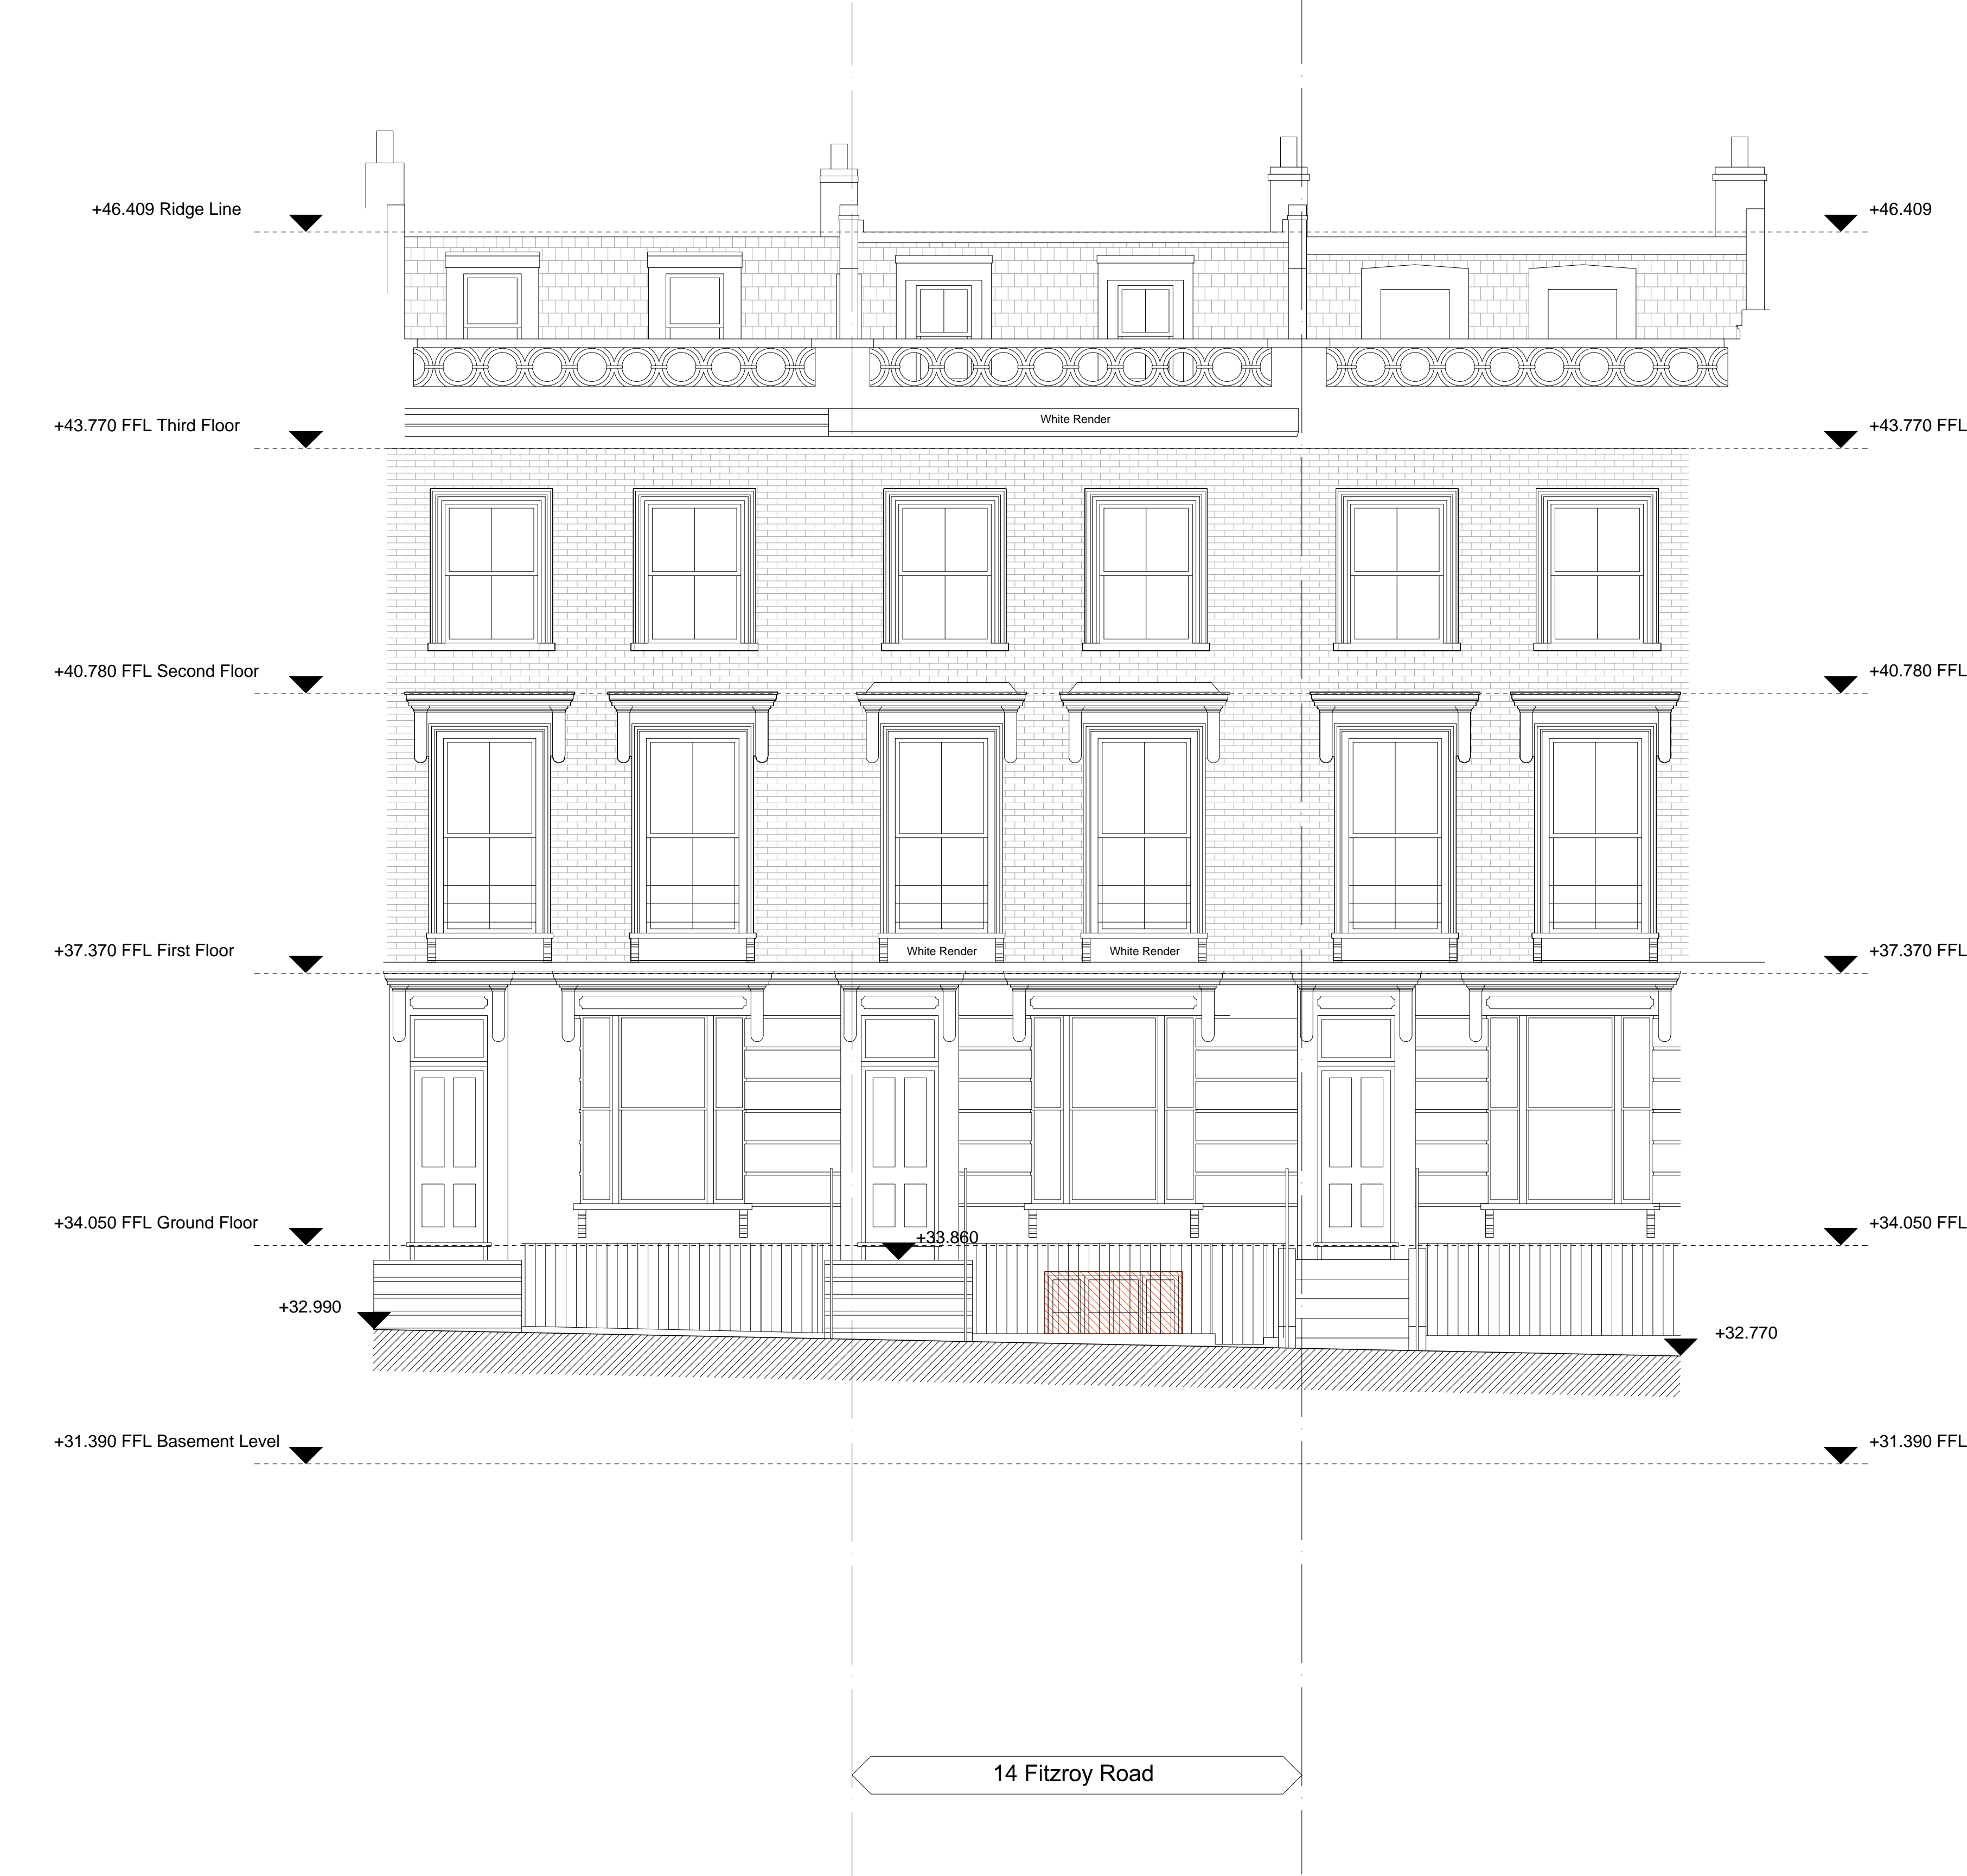 +46.409 Ridge Line
+46.409
+43.770 FFL Third Floor
White Render
+43.770 FFL
+40.780 FFL Second Floor
+40.780 FFL
+37.370 FFL First Floor
White Render
White Render
+37.370 FFL
+34.050 FFL Ground Floor
+34.050 FFL
+33.860
+32.990
+32.770
+31.390 FFL Basement Level
+31.390 FFL
14 Fitzroy Road